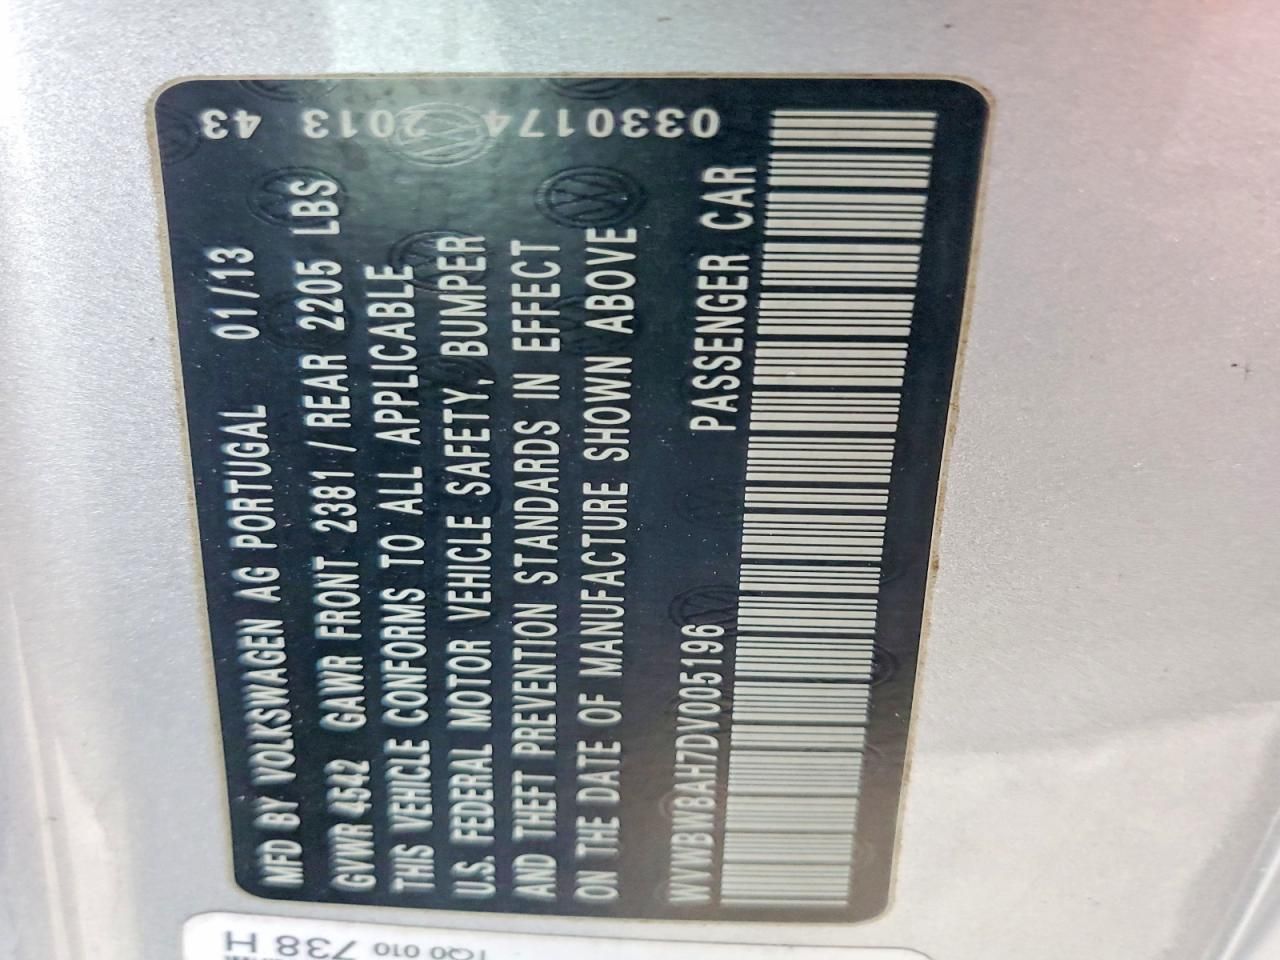 MFD BY VOLKSWAGEN AG PORTUGAL 01/13
GVWR 4542 GAWR FRONT 2381 / REAR 2205 LBS
THIS VEHICLE CONFORMS TO ALL APPLICABLE
U.S. FEDERAL MOTOR VEHICLE SAFETY, BUMPER
AND THEFT PREVENTION STANDARDS IN EFFECT
ON THE DATE OF MANUFACTURE SHOWN ABOVE
WVWBW8AH7DV005196 PASSENGER CAR
43 2013 0330174
1Q0 010 738 H